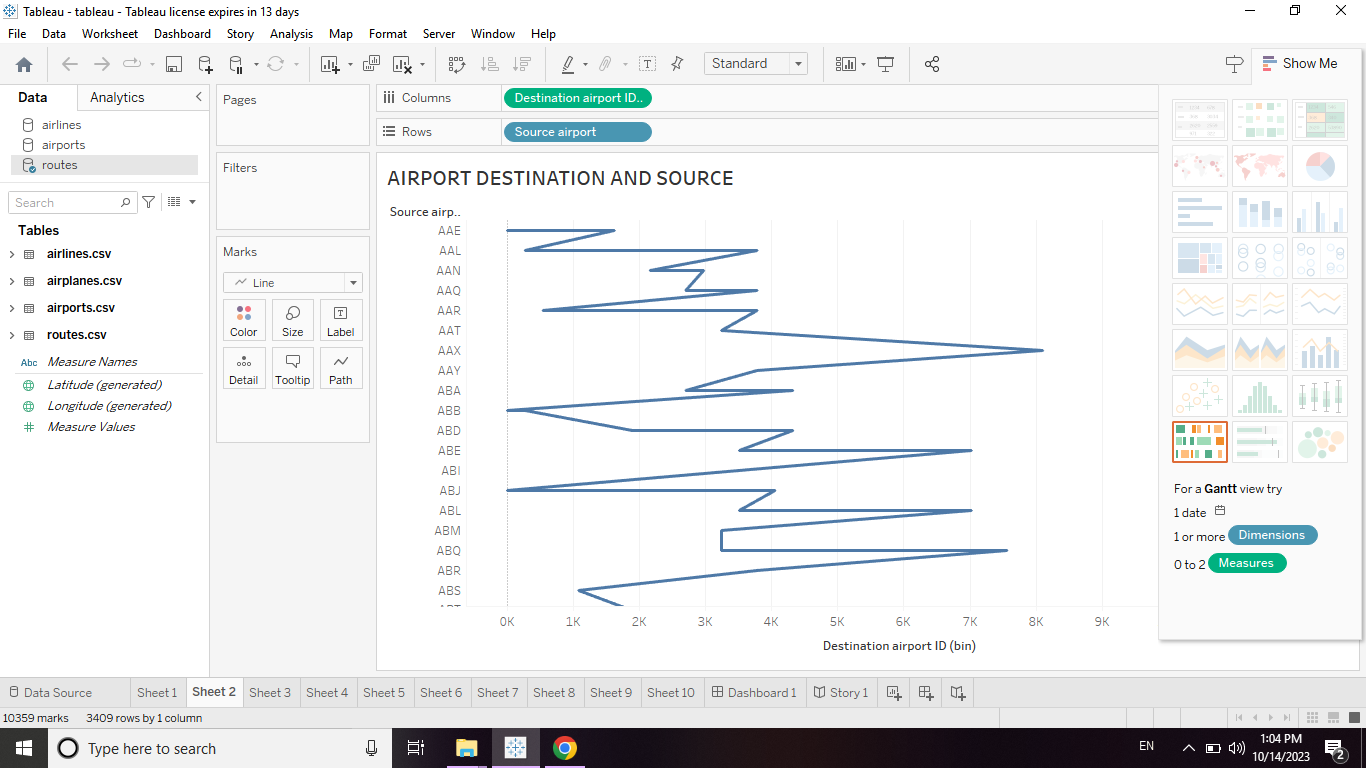 Tableau - tableau - Tableau license expires in 13 days
File Data Worksheet Dashboard Story Analysis Map Format Server Window Help
Standard
Show Me
Data Analytics
airlines
airports
routes
Search
Tables
airlines.csv
airplanes.csv
airports.csv
routes.csv
Abc Measure Names
Latitude (generated)
Longitude (generated)
Measure Values
Pages
Filters
Marks
Line
Color Size Label
Detail Tooltip Path
Columns Destination airport ID..
Rows Source airport
AIRPORT DESTINATION AND SOURCE
Source airp..
AAE
AAL
AAN
AAQ
AAR
AAT
AAX
AAY
ABA
ABB
ABD
ABE
ABI
ABJ
ABL
ABM
ABQ
ABR
ABS
0K 1K 2K 3K 4K 5K 6K 7K 8K 9K
Destination airport ID (bin)
For a Gantt view try
1 date
1 or more Dimensions
0 to 2 Measures
Data Source Sheet 1 Sheet 2 Sheet 3 Sheet 4 Sheet 5 Sheet 6 Sheet 7 Sheet 8 Sheet 9 Sheet 10 Dashboard 1 Story 1
10359 marks 3409 rows by 1 column
Type here to search
EN
1:04 PM
10/14/2023
2